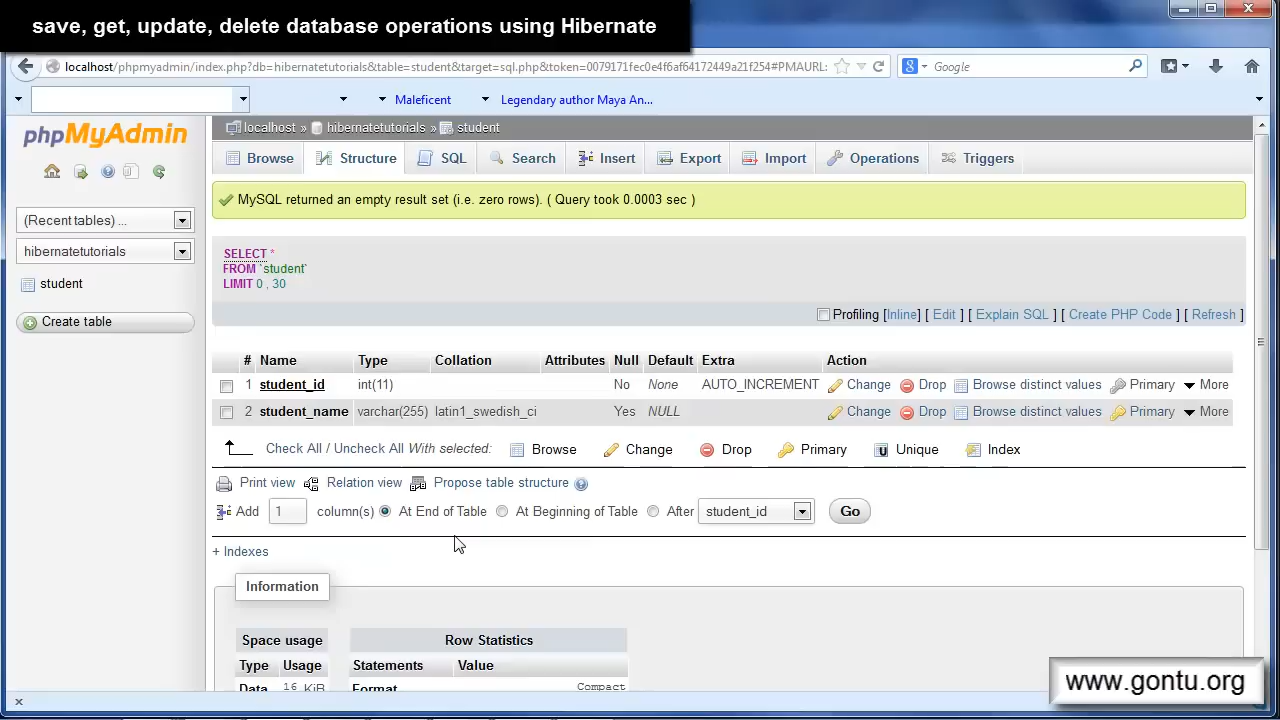 save, get, update, delete database operations using Hibernate
localhost/phpmyadmin/index.php?db=hibernatetutorials&table=student&target=sql.php&token=0079171fec0e4f6af64172449a21f254#PMAURL:
Google
Maleficent Legendary author Maya An...
phpMyAdmin
localhost » hibernatetutorials » student
Browse Structure SQL Search Insert Export Import Operations Triggers
MySQL returned an empty result set (i.e. zero rows). ( Query took 0.0003 sec )
(Recent tables) ...
hibernatetutorials
student
Create table
SELECT *
FROM `student`
LIMIT 0 , 30
Profiling [Inline] [ Edit ] [ Explain SQL ] [ Create PHP Code ] [ Refresh ]
# Name Type Collation Attributes Null Default Extra Action
1 student_id int(11) No None AUTO_INCREMENT Change Drop Browse distinct values Primary More
2 student_name varchar(255) latin1_swedish_ci Yes NULL Change Drop Browse distinct values Primary More
Check All / Uncheck All With selected: Browse Change Drop Primary Unique Index
Print view Relation view Propose table structure
Add 1 column(s) At End of Table At Beginning of Table After student_id Go
+ Indexes
Information
Space usage Row Statistics
Type Usage Statements Value
Data 16 KiB Format Compact
www.gontu.org